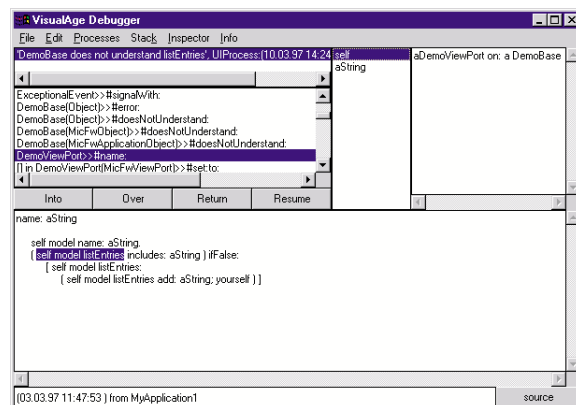 VisualAge Debugger
File Edit Processes Stack Inspector Info
'DemoBase does not understand listEntries', UIProcess:{10.03.97 14:24
self
aString
aDemoViewPort on: a DemoBase
ExceptionalEvent>>#signalWith:
DemoBase(Object)>>#error:
DemoBase(Object)>>#doesNotUnderstand:
DemoBase(MicFwObject)>>#doesNotUnderstand:
DemoBase(MicFwApplicationObject)>>#doesNotUnderstand:
DemoViewPort>>#name:
[] in DemoViewPort(MicFwViewPort)>>#set:to:
Into Over Return Resume
name: aString
self model name: aString.
( self model listEntries includes: aString ) ifFalse:
[ self model listEntries:
( self model listEntries add: aString; yourself ) ]
(03.03.97 11:47:53 ) from MyApplication1
source